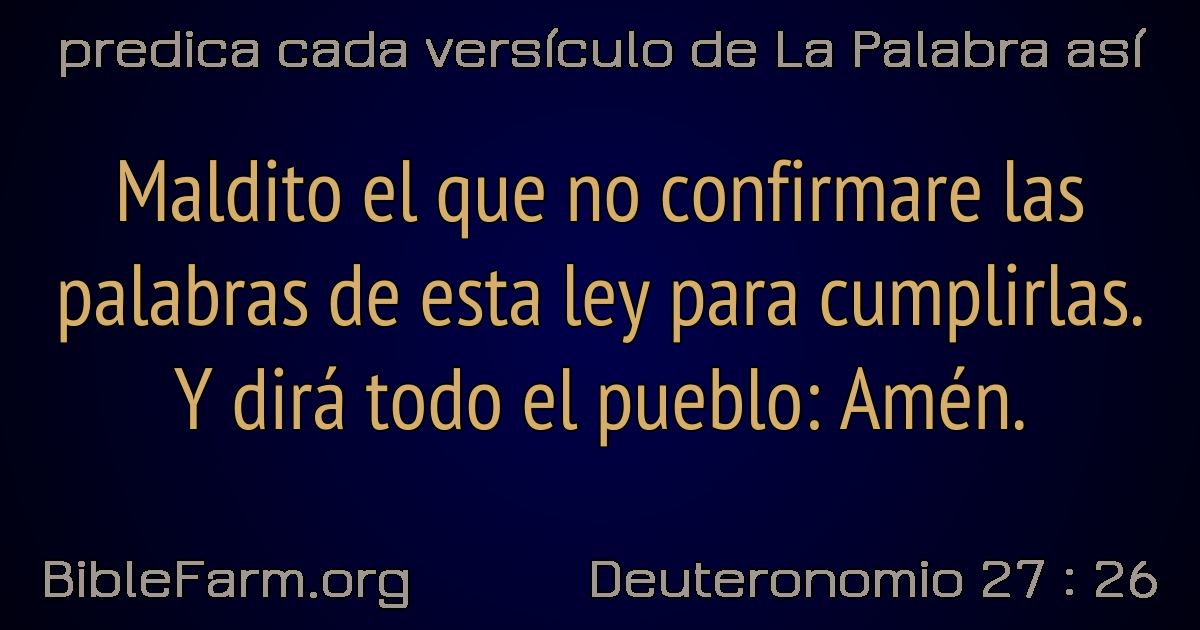 predica cada versículo de La Palabra así
Maldito el que no confirmare las
palabras de esta ley para cumplirlas.
Y dirá todo el pueblo: Amén.
BibleFarm.org
Deuteronomio 27 : 26